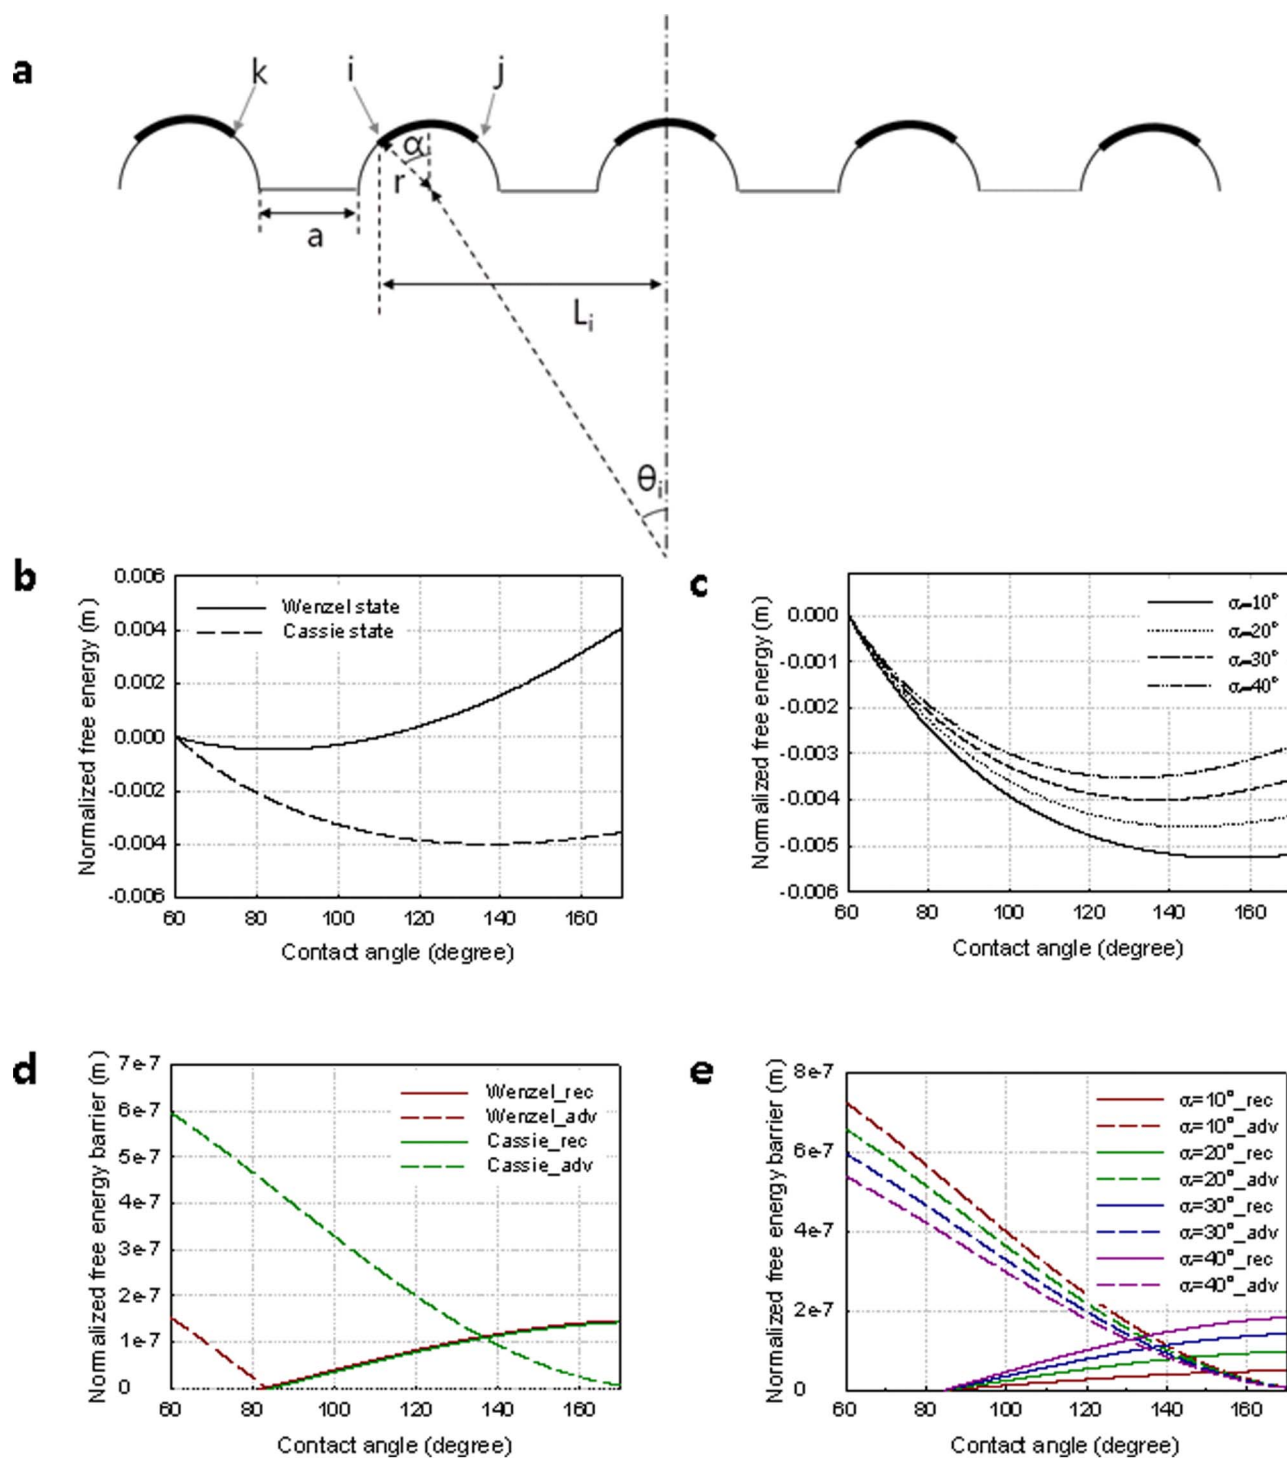 a
k
i
j
α
r
a
L_i
θ_i
b
Normalized free energy (m)
0.006
0.004
0.002
0.000
-0.002
-0.004
-0.006
Wenzel state
Cassie state
60 80 100 120 140 160
Contact angle (degree)
c
Normalized free energy (m)
0.000
-0.001
-0.002
-0.003
-0.004
-0.005
-0.006
α=10°
α=20°
α=30°
α=40°
60 80 100 120 140 160
Contact angle (degree)
d
Normalized free energy barrier (m)
7e-7
6e-7
5e-7
4e-7
3e-7
2e-7
1e-7
0
Wenzel_rec
Wenzel_adv
Cassie_rec
Cassie_adv
60 80 100 120 140 160
Contact angle (degree)
e
Normalized free energy barrier (m)
8e-7
6e-7
4e-7
2e-7
0
α=10°_rec
α=10°_adv
α=20°_rec
α=20°_adv
α=30°_rec
α=30°_adv
α=40°_rec
α=40°_adv
60 80 100 120 140 160
Contact angle (degree)